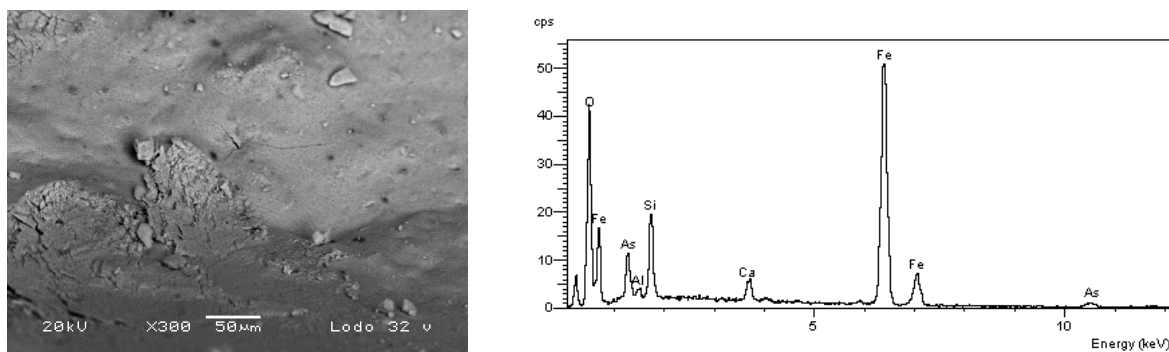 20kV X300 50µm Lodo 32 v
cps
50
40
30
20
10
0
O
Fe
As
Al
Si
Ca
Fe
Fe
As
5
10
Energy (keV)